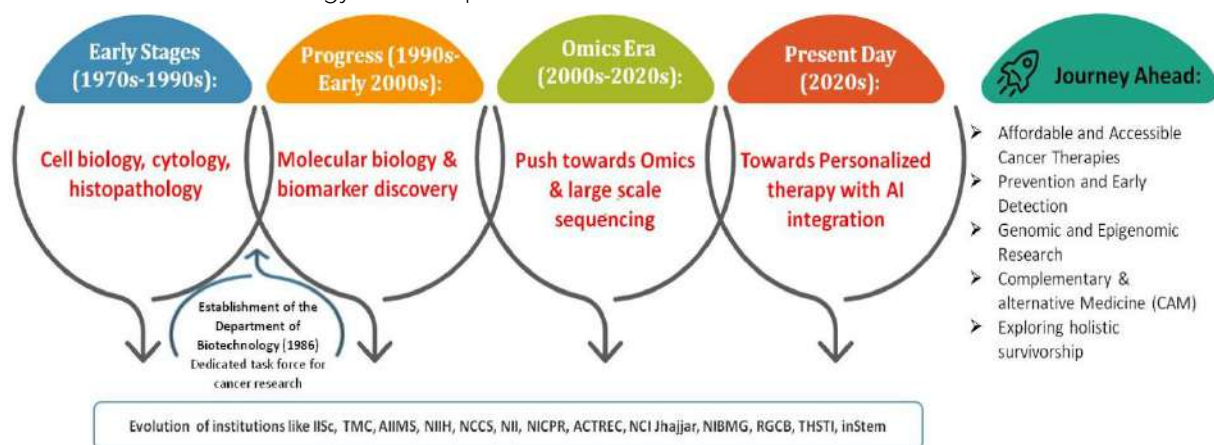 Early Stages
(1970s-1990s):
Progress (1990s-
Early 2000s):
Omics Era
(2000s-2020s):
Present Day
(2020s):
Journey Ahead:
Cell biology, cytology,
histopathology
Molecular biology &
biomarker discovery
Push towards Omics
& large scale
sequencing
Towards Personalized
therapy with AI
integration
➤ Affordable and Accessible
Cancer Therapies
➤ Prevention and Early
Detection
➤ Genomic and Epigenomic
Research
➤ Complementary &
alternative Medicine (CAM)
➤ Exploring holistic
survivorship
Establishment of the
Department of
Biotechnology (1986)
Dedicated task force for
cancer research
Evolution of institutions like IISc, TMC, AIIMS, NIIH, NCCS, NII, NICPR, ACTREC, NCI Jhajjar, NIBMG, RGCB, THSTI, inStem